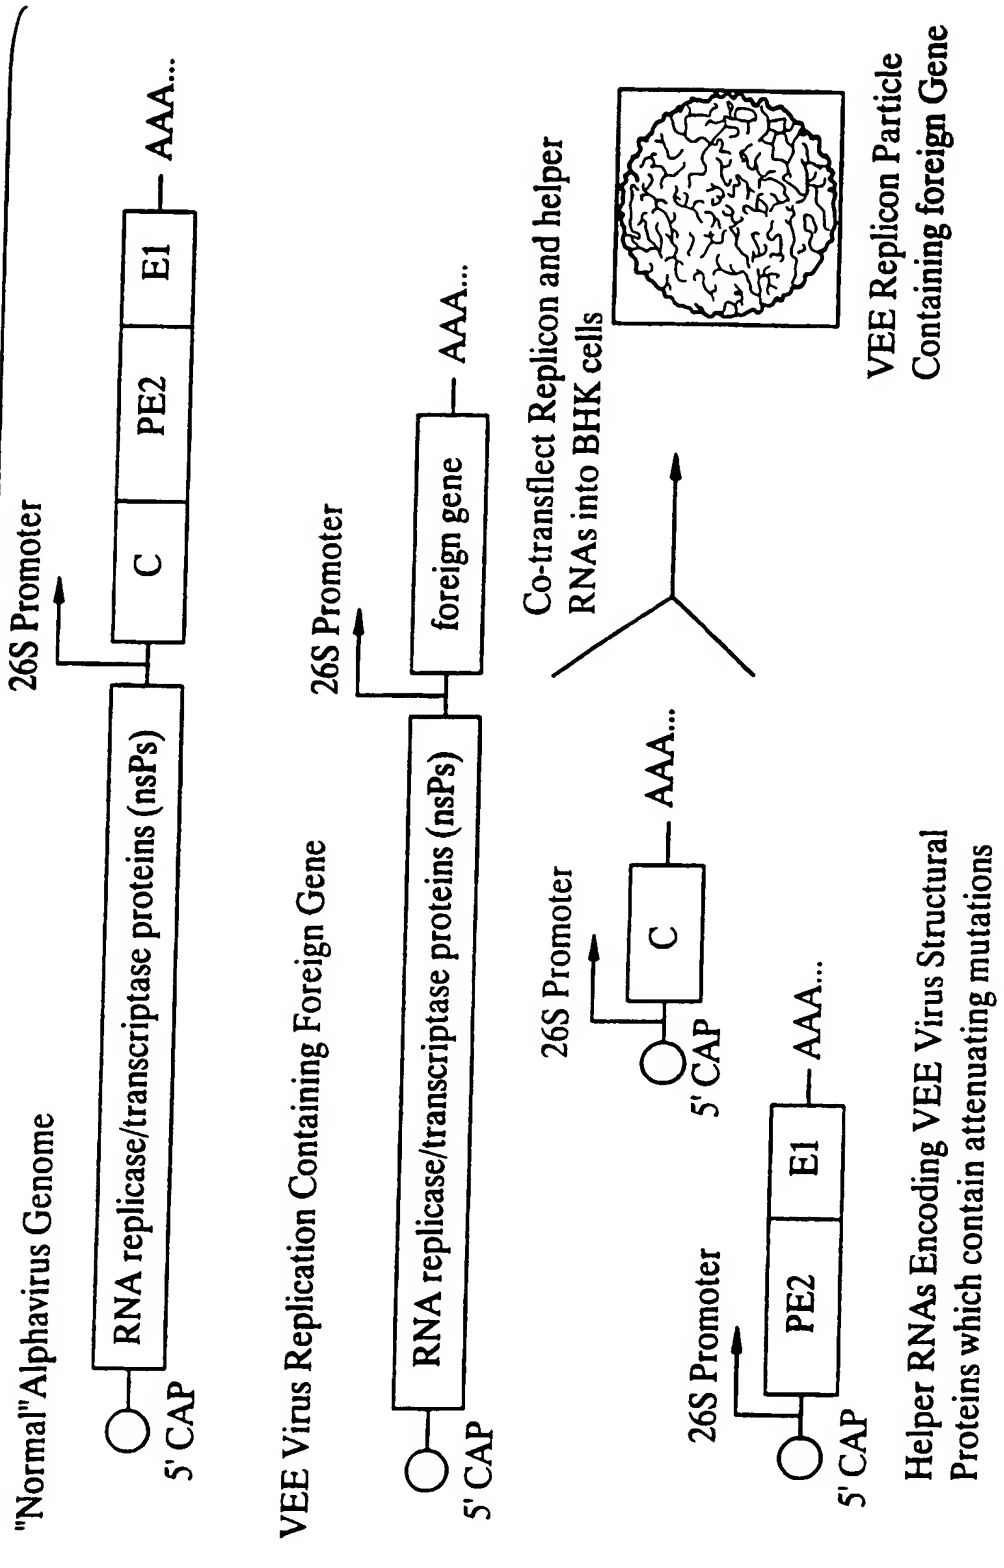 "Normal"Alphavirus Genome
26S Promoter
RNA replicase/transcriptase proteins (nsPs)
C
PE2
E1
AAA...
5' CAP
VEE Virus Replication Containing Foreign Gene
26S Promoter
RNA replicase/transcriptase proteins (nsPs)
foreign gene
AAA...
5' CAP
26S Promoter
C
AAA...
5' CAP
26S Promoter
PE2
E1
AAA...
5' CAP
Helper RNAs Encoding VEE Virus Structural
Proteins which contain attenuating mutations
Co-transflect Replicon and helper
RNAs into BHK cells
VEE Replicon Particle
Containing foreign Gene